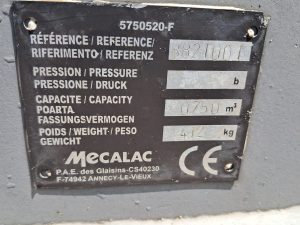 5750520-F
RÉFÉRENCE / REFERENCE/
RIFERIMENTO / REFERENZ
PRESSION / PRESSURE b
PRESSIONE / DRUCK
CAPACITE / CAPACITY m³
POARTA
FASSUNGSVERMOGEN
POIDS / WEIGHT / PESO kg
GEWICHT
MECALAC CE
P.A.E. des Glaisins-CS40230
F-74942 ANNECY-LE-VIEUX